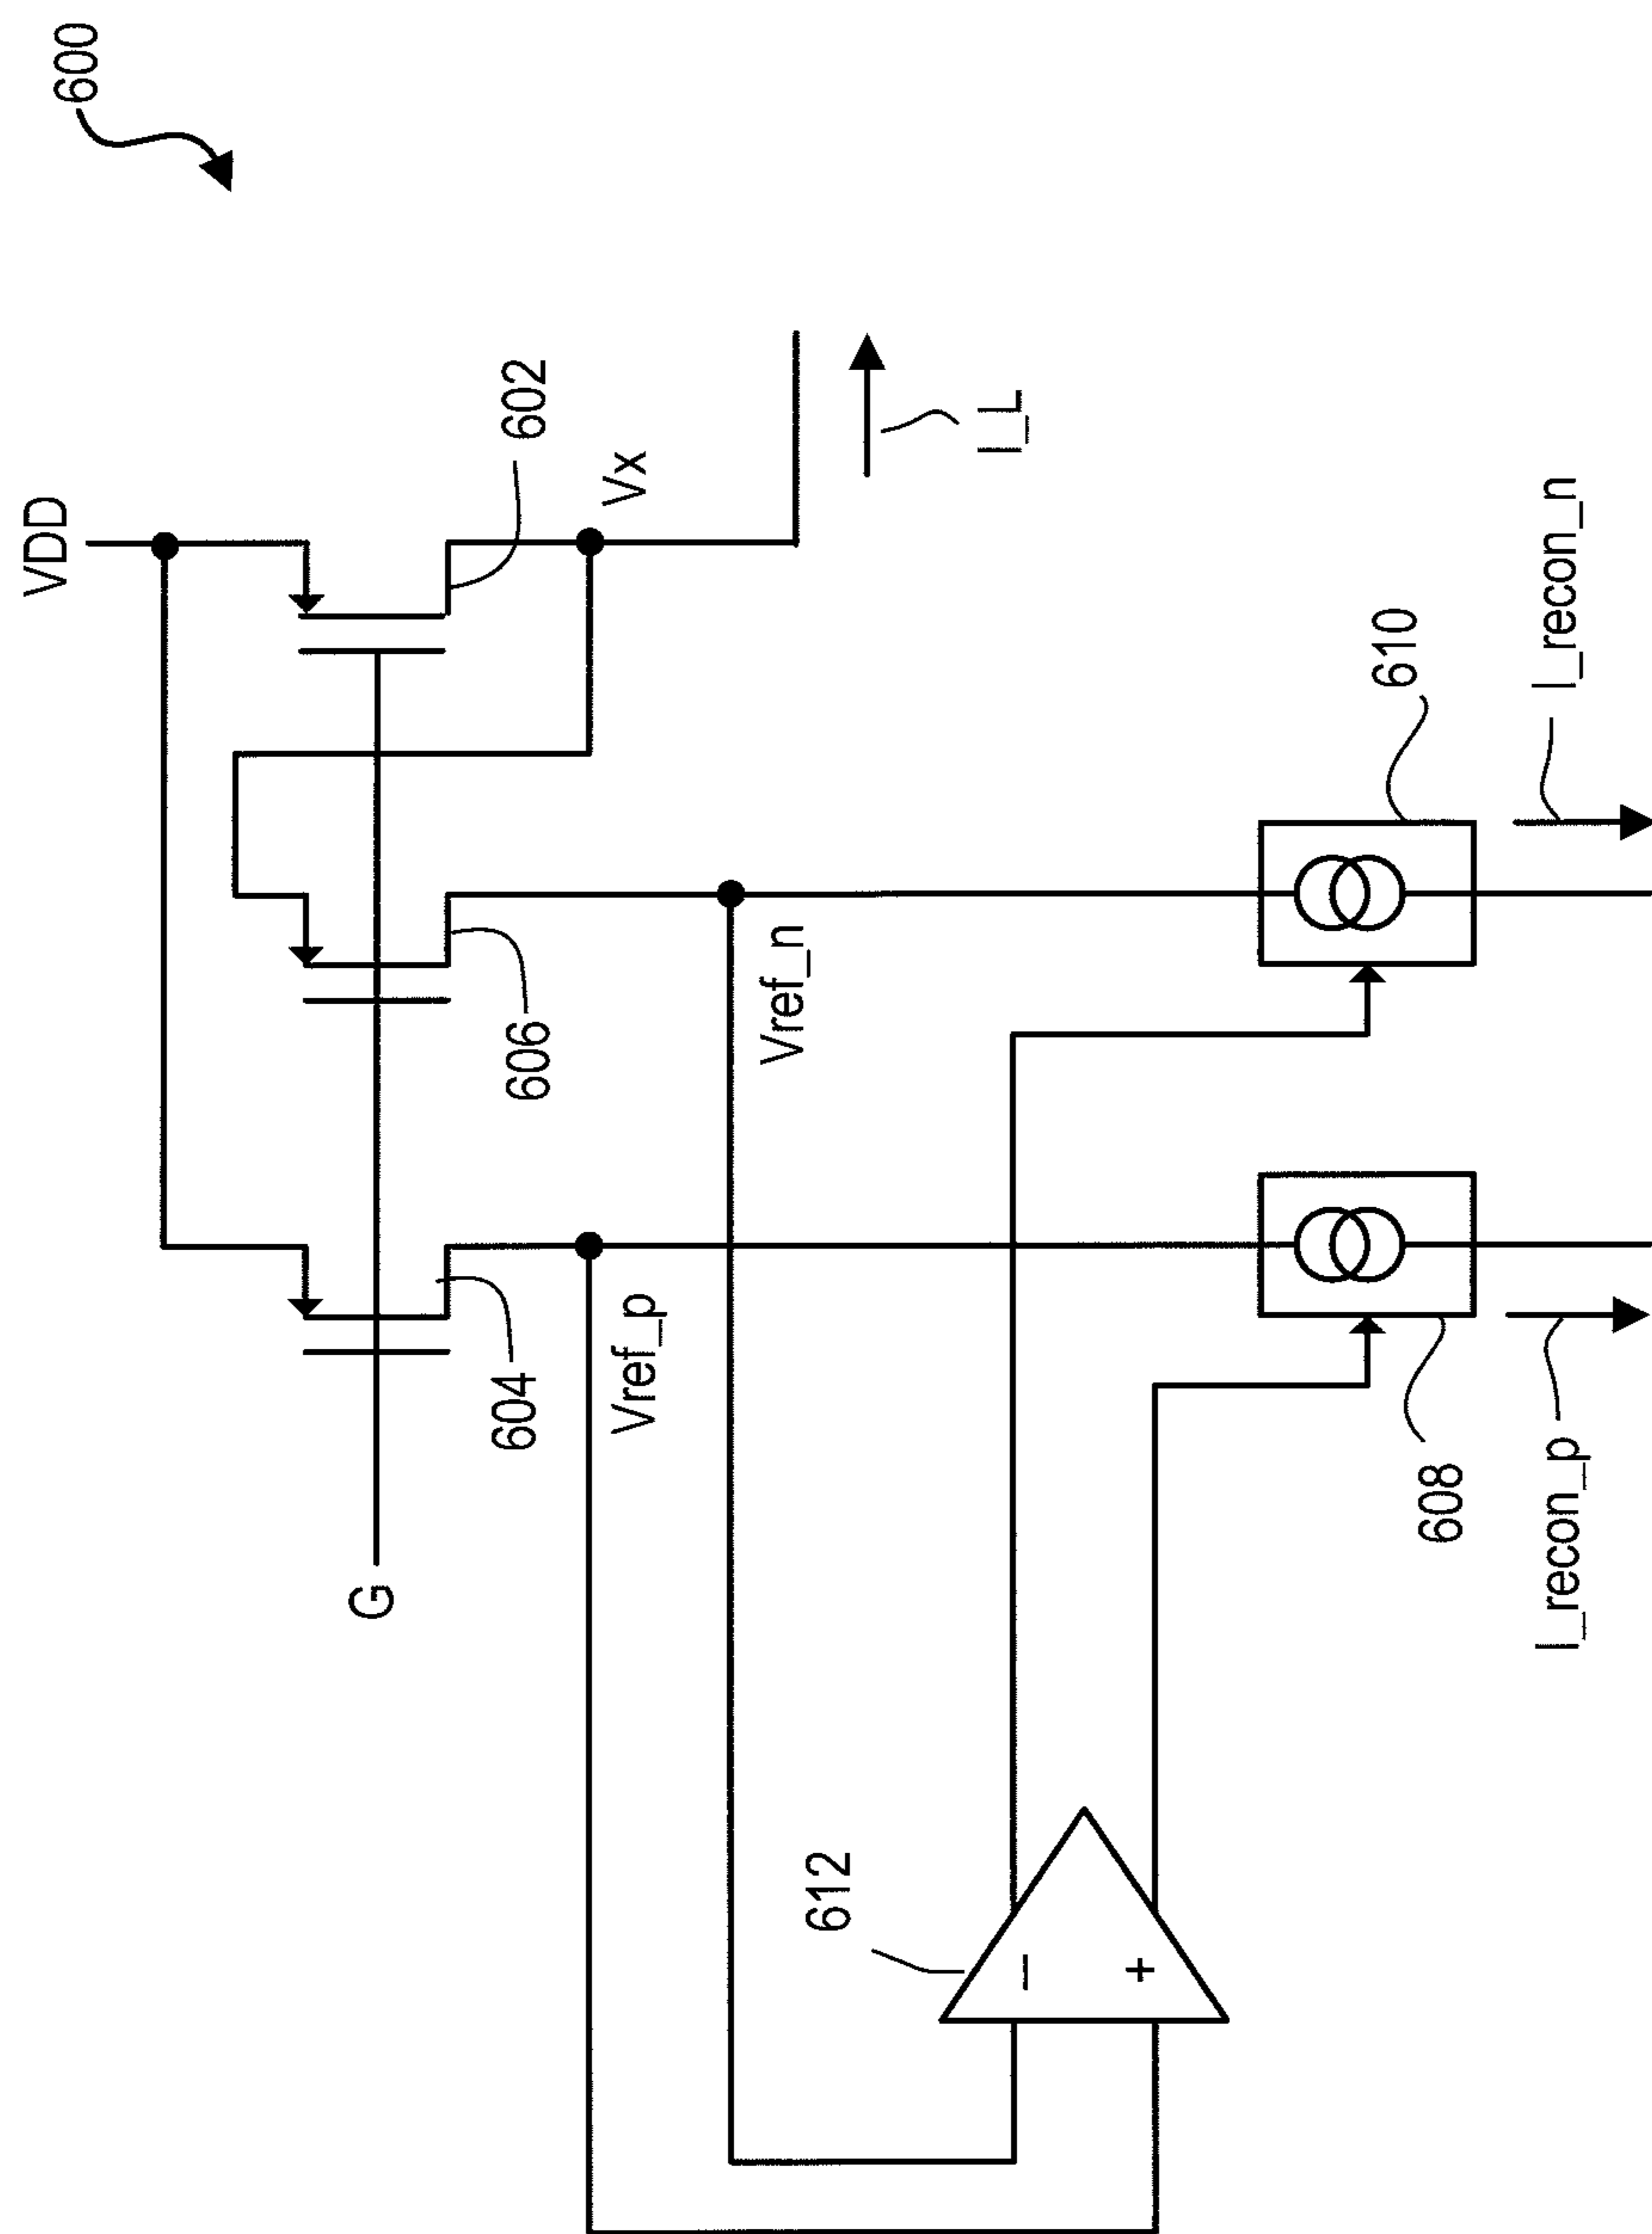 600
VDD
602
Vx
I_L
606
Vref_n
610
I_recon_n
604
Vref_p
G
608
I_recon_p
612
−
+